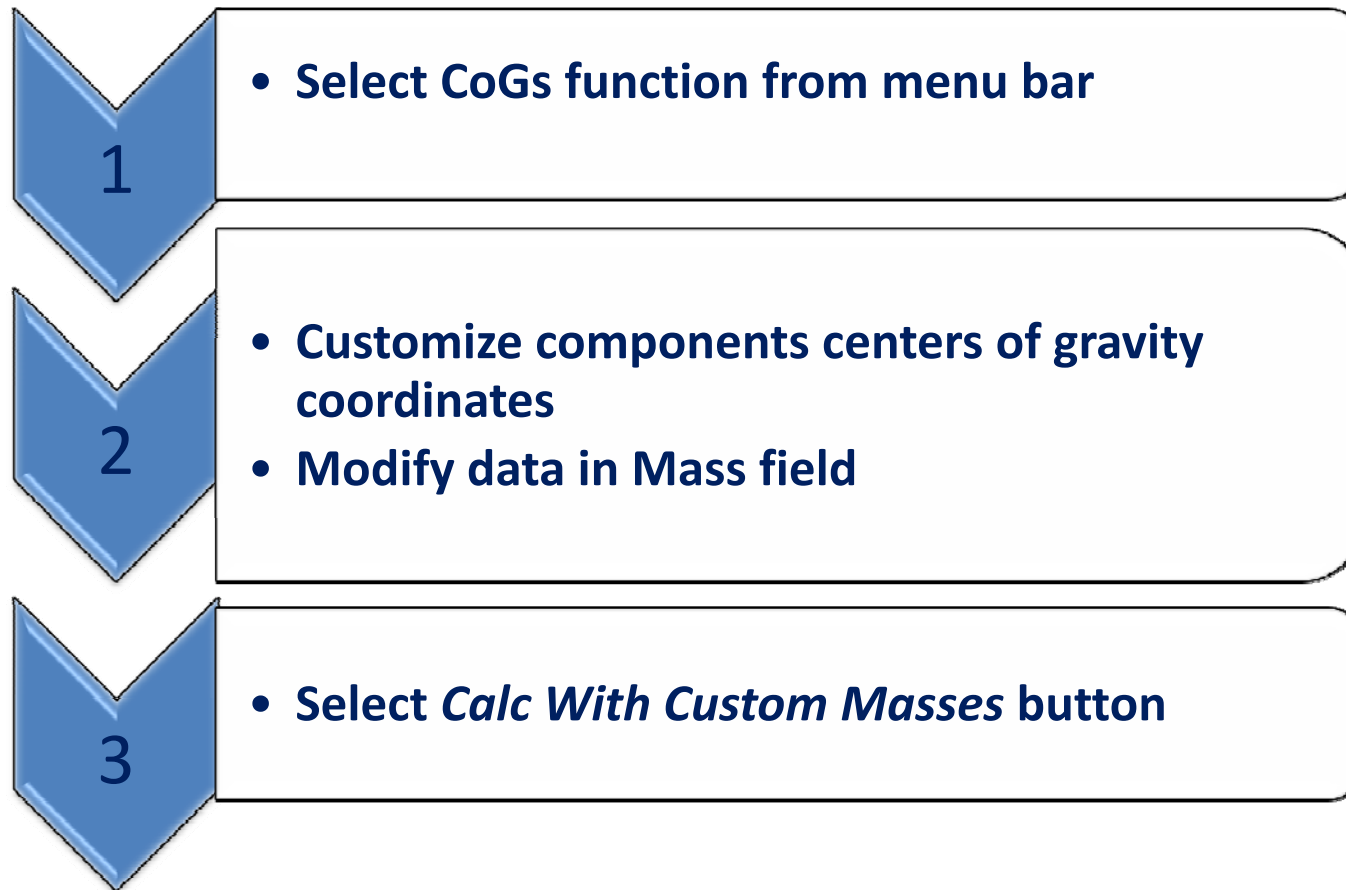 1
• Select CoGs function from menu bar
2
• Customize components centers of gravity
coordinates
• Modify data in Mass field
3
• Select Calc With Custom Masses button